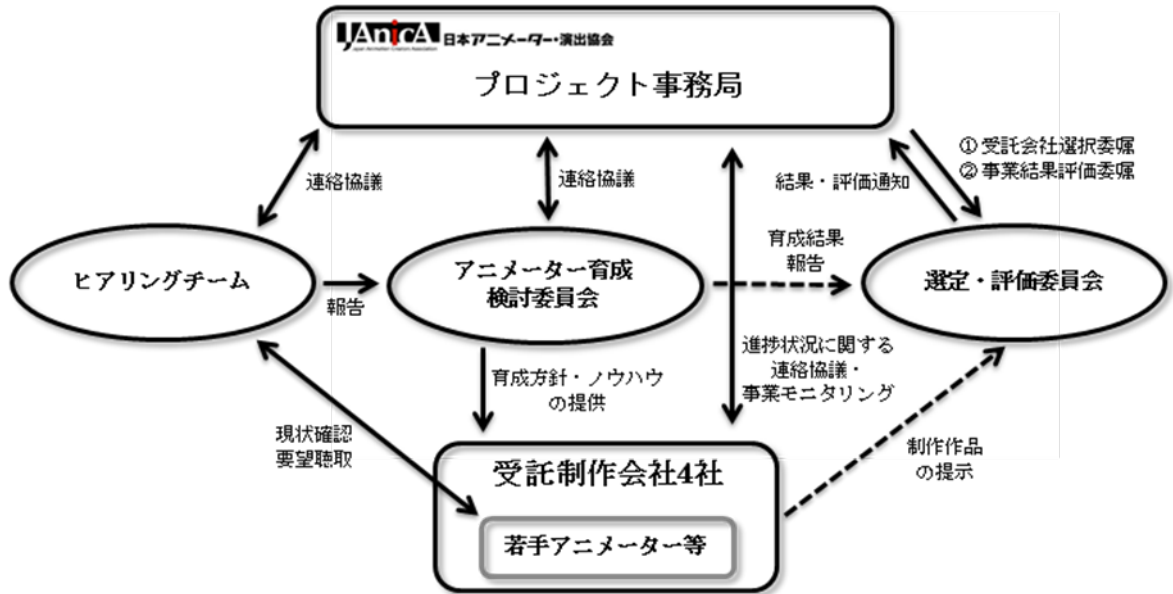 JAnicA 日本アニメーター・演出協会
Japan Animation Creators Association
プロジェクト事務局
連絡協議
連絡協議
結果・評価通知
① 受託会社選択委嘱
② 事業結果評価委嘱
ヒアリングチーム
報告
アニメーター育成
検討委員会
育成結果
報告
選定・評価委員会
育成方針・ノウハウ
の提供
進捗状況に関する
連絡協議・
事業モニタリング
現状確認
要望聴取
制作作品
の提示
受託制作会社4社
若手アニメーター等